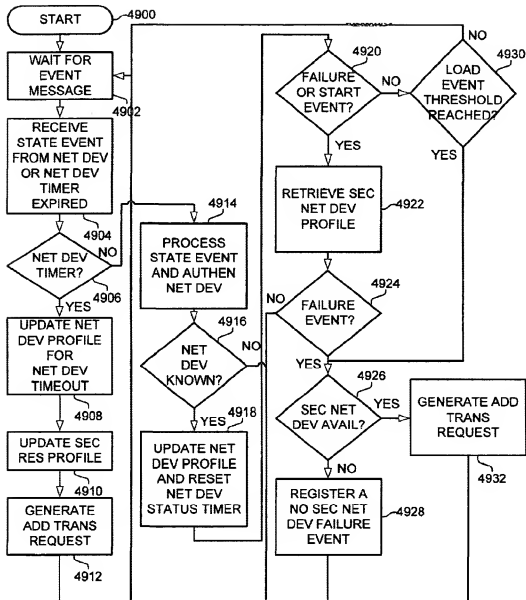 START
4900
WAIT FOR
EVENT
MESSAGE
4902
RECEIVE
STATE EVENT
FROM NET DEV
OR NET DEV
TIMER
EXPIRED
4904
NET DEV
TIMER?
NO
4906
YES
UPDATE NET
DEV PROFILE
FOR
NET DEV
TIMEOUT
4908
UPDATE SEC
RES PROFILE
4910
GENERATE
ADD TRANS
REQUEST
4912
4914
PROCESS
STATE EVENT
AND AUTHEN
NET DEV
4916
NET
DEV
KNOWN?
NO
YES
4918
UPDATE NET
DEV PROFILE
AND RESET
NET DEV
STATUS TIMER
4920
FAILURE
OR START
EVENT?
NO
YES
RETRIEVE SEC
NET DEV
PROFILE
4922
4924
NO
FAILURE
EVENT?
YES
4926
SEC NET
DEV AVAIL?
YES
NO
REGISTER A
NO SEC NET
DEV FAILURE
EVENT
4928
NO
4930
LOAD
EVENT
THRESHOLD
REACHED?
YES
GENERATE ADD
TRANS
REQUEST
4932